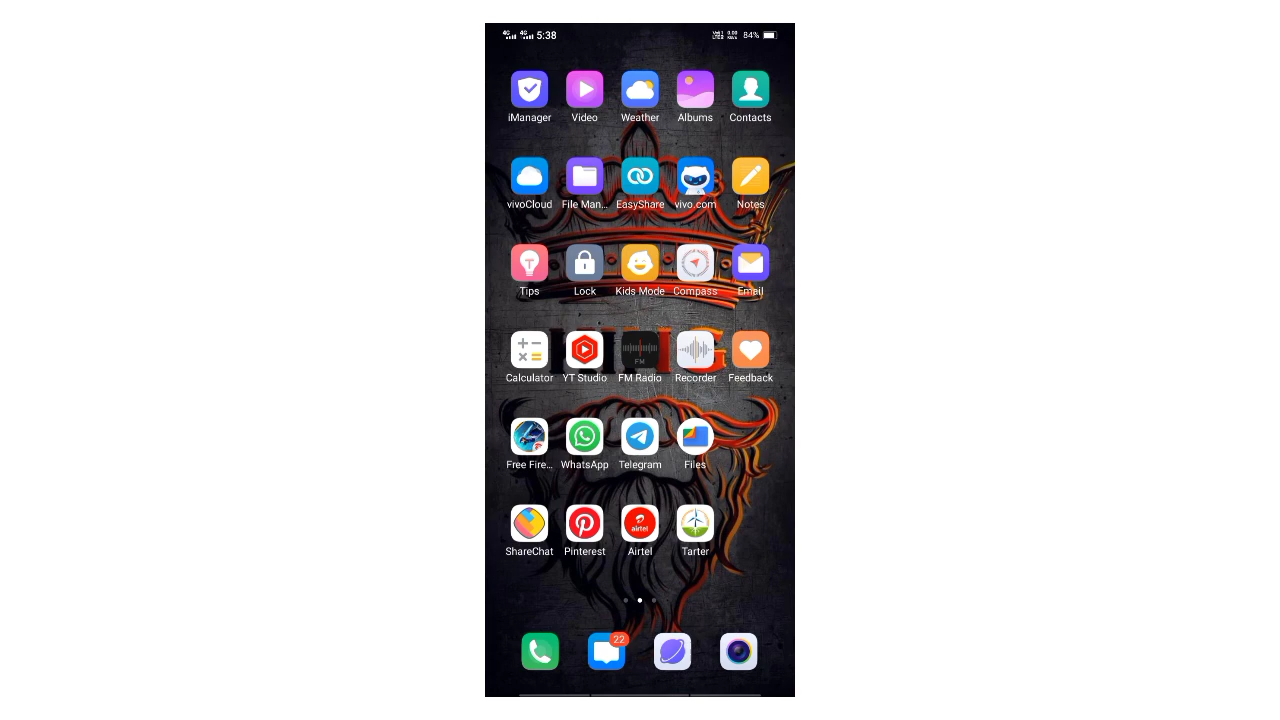 5:38 84%
iManager Video Weather Albums Contacts
vivoCloud File Man... EasyShare vivo.com Notes
Tips Lock Kids Mode Compass Email
FM
Calculator YT Studio FM Radio Recorder Feedback
Free Fire... WhatsApp Telegram Files
airtel
ShareChat Pinterest Airtel Tarter
22